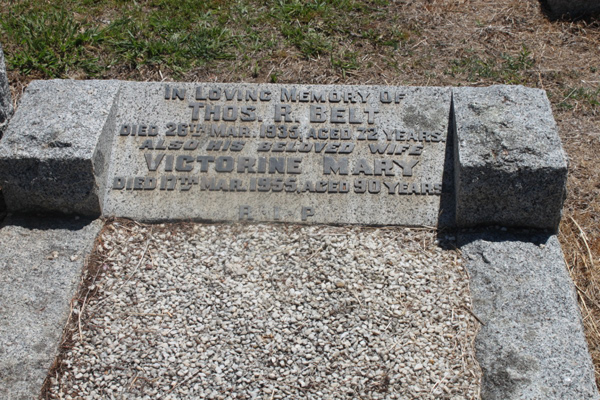 IN LOVING MEMORY OF
THOS. R. BELT
DIED 26TH MAR. 1935, AGED 72 YEARS.
ALSO HIS BELOVED WIFE
VICTORINE MARY
DIED 17TH MAR. 1955, AGED 90 YEARS
R.I.P.